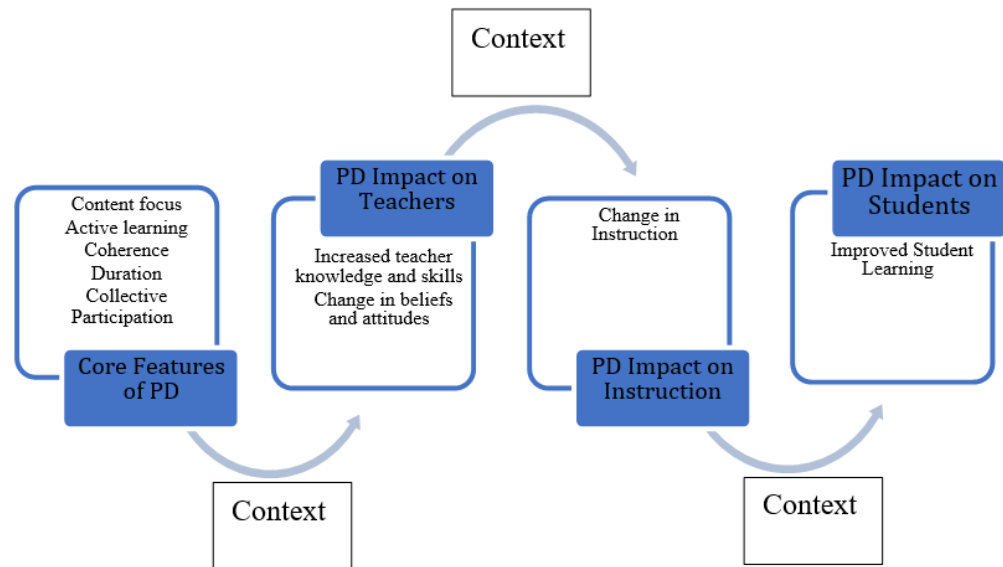 Context
Content focus
Active learning
Coherence
Duration
Collective
Participation
Core Features
of PD
Context
PD Impact on
Teachers
Increased teacher
knowledge and skills
Change in beliefs
and attitudes
Change in
Instruction
PD Impact on
Instruction
Context
PD Impact on
Students
Improved Student
Learning